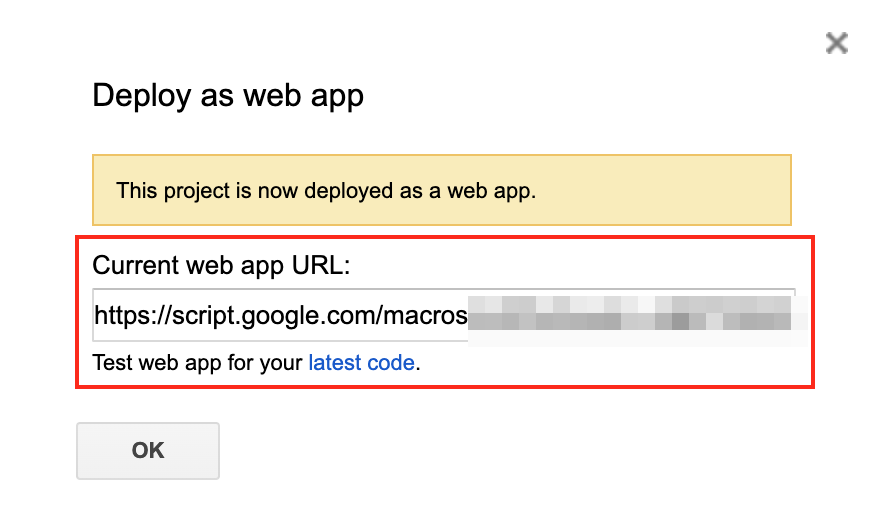 Deploy as web app
This project is now deployed as a web app.
Current web app URL:
https://script.google.com/macros
Test web app for your latest code.
OK